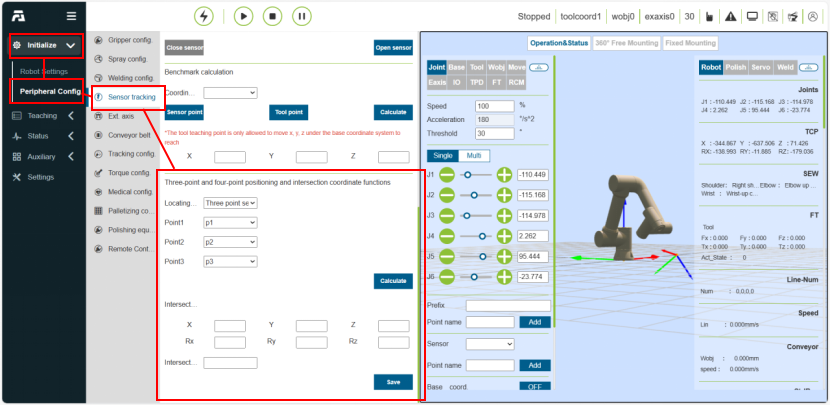 Stopped toolcoord1 wobj0 exaxis0 30
Initialize
Robot Settings
Peripheral Config.
Teaching
Status
Auxiliary
Settings
Gripper config.
Spray config.
Welding config.
Sensor tracking
Ext. axis
Conveyor belt
Tracking config.
Torque config.
Medical config.
Palletizing co...
Polishing equ...
Remote Cont...
Close sensor
Open sensor
Benchmark calculation
Coordin...
Sensor point
Tool point
Calculate
*The tool teaching point is only allowed to move x, y, z under the base coordinate system to
reach
X Y Z
Three-point and four-point positioning and intersection coordinate functions
Locating... Three point se
Point1 p1
Point2 p2
Point3 p3
Calculate
Intersect...
X Y Z
Rx Ry Rz
Intersect...
Save
Operation&Status 360° Free Mounting Fixed Mounting
Joint Base Tool Wobj Move
Eaxis IO TPD FT RCM
Speed 100 %
Acceleration 180 °/s^2
Threshold 30 °
Single Multi
J1 -110.449
J2 -115.168
J3 -114.978
J4 2.262
J5 95.444
J6 -23.774
Prefix
Point name Add
Sensor
Point name Add
Base coord OFF
Robot Polish Servo Weld
Joints
J1 : -110.449 J2 : -115.168 J3 : -114.978
J4 : 2.262 J5 : 95.444 J6 : -23.774
TCP
X : -344.867 Y : -637.506 Z : 71.426
RX: -138.993 RY: -11.885 RZ: -179.036
SEW
Shoulder: Right sh... Elbow : Elbow up ...
Wrist : Wrist-up c...
FT
Tool
Fx : 0.000 Fy : 0.000 Fz : 0.000
Tx : 0.000 Ty : 0.000 Tz : 0.000
Act_State : 0
Line-Num
Num : 0,0,0,0
Speed
Lin : 0.000mm/s
Conveyor
Wobj : 0.000mm
speed : 0.000mm/s